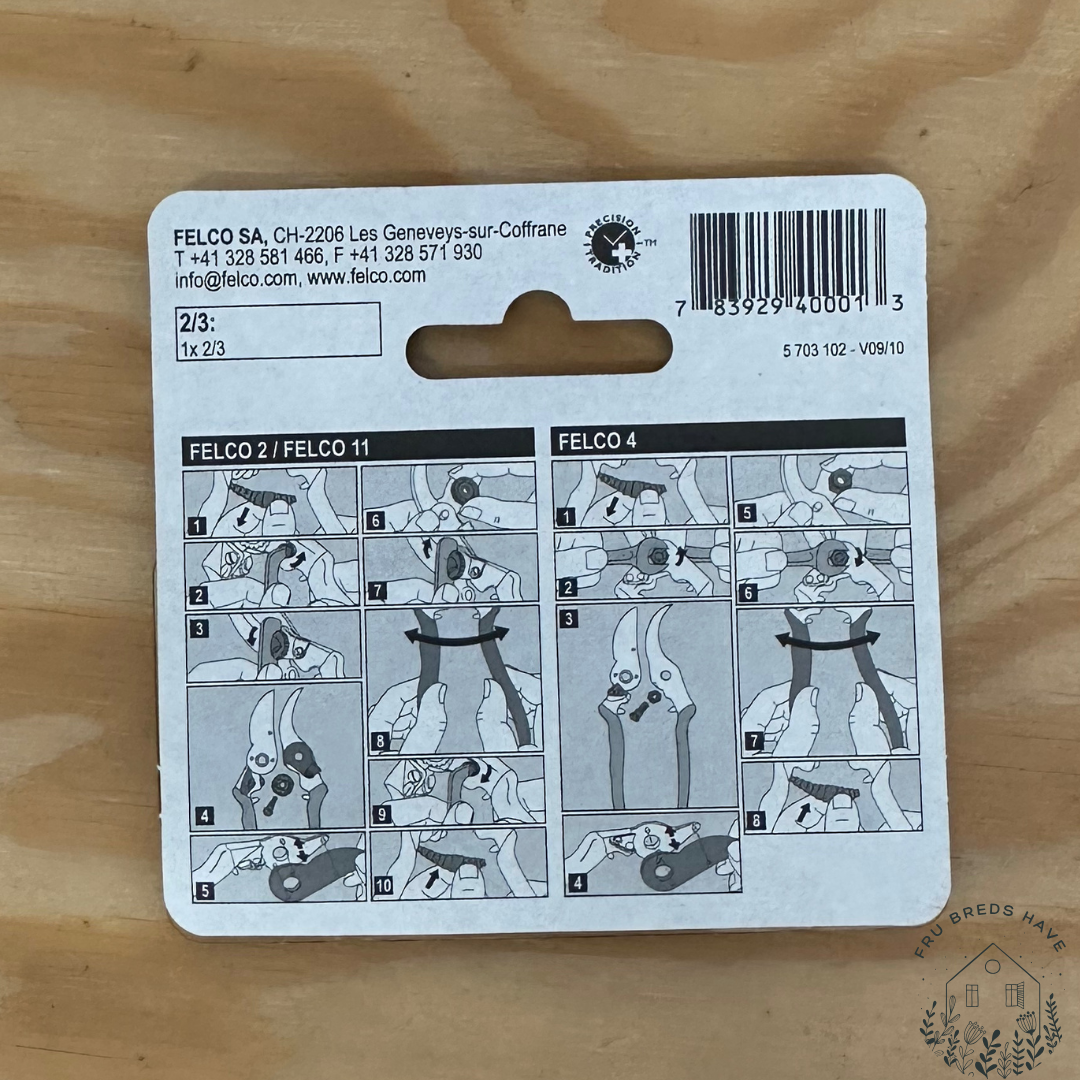 FELCO SA, CH-2206 Les Geneveys-sur-Coffrane
T +41 328 581 466, F +41 328 571 930
info@felco.com, www.felco.com
PRECISION
TRADITION
TM
7 83929 40001 3
2/3:
1x 2/3
5 703 102 - V09/10
FELCO 2 / FELCO 11
1
2
3
4
5
6
7
8
9
10
FELCO 4
1
2
3
4
5
6
7
8
FRU BREDS HAVE